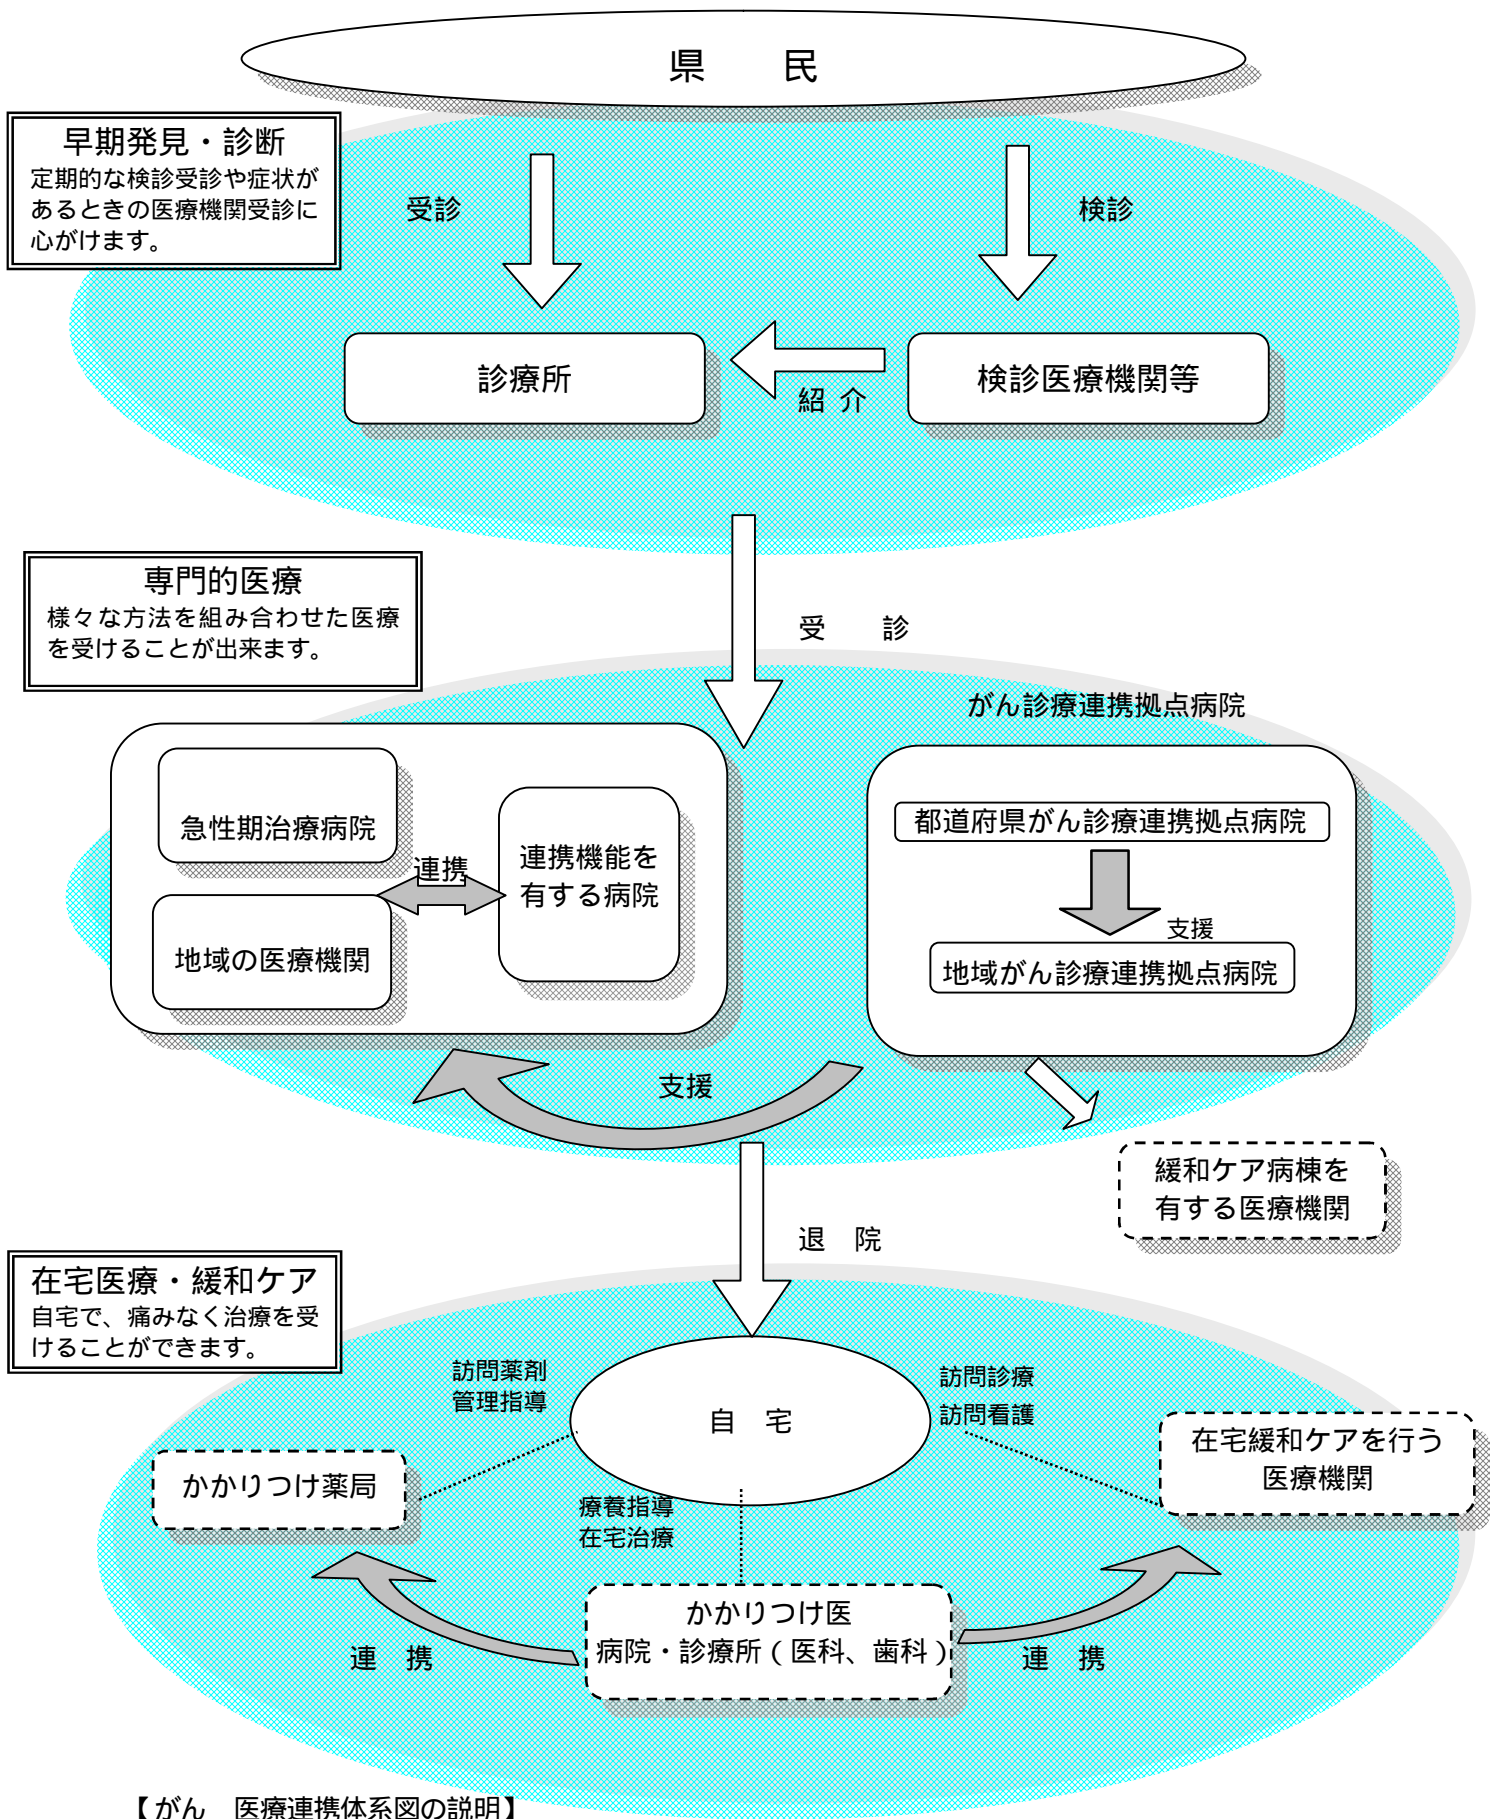 県　民
早期発見・診断
定期的な検診受診や症状が
あるときの医療機関受診に
心がけます。
受診
検診
診療所
紹 介
検診医療機関等
専門的医療
様々な方法を組み合わせた医療
を受けることが出来ます。
受　診
がん診療連携拠点病院
急性期治療病院
連携
連携機能を
有する病院
地域の医療機関
都道府県がん診療連携拠点病院
支援
地域がん診療連携拠点病院
支援
緩和ケア病棟を
有する医療機関
退　院
在宅医療・緩和ケア
自宅で、痛みなく治療を受
けることができます。
訪問薬剤
管理指導
自　宅
訪問診療
訪問看護
かかりつけ薬局
在宅緩和ケアを行う
医療機関
療養指導
在宅治療
かかりつけ医
病院・診療所（医科、歯科）
連　携
連　携
【がん　医療連携体系図の説明】